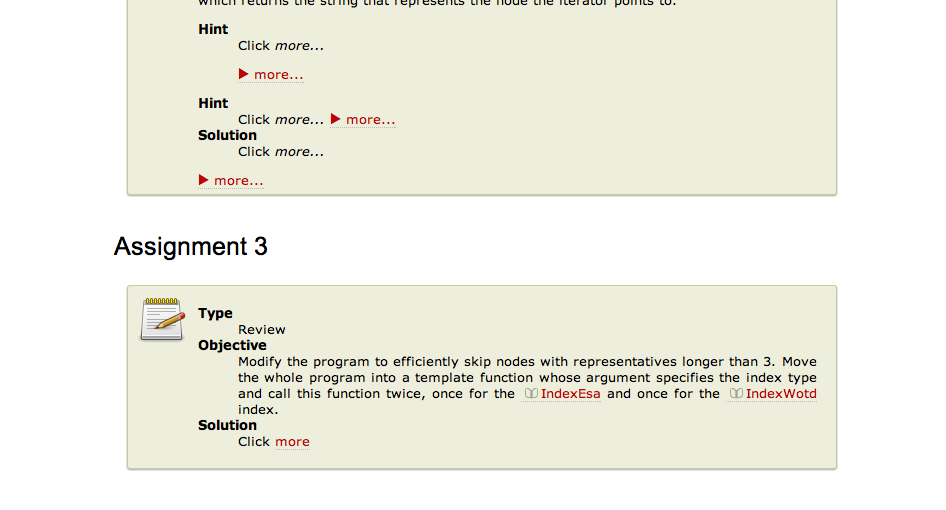 which returns the string that represents the node the iterator points to.
Hint
Click more...
more...
Hint
Click more... more...
Solution
Click more...
more...
Assignment 3
Type
Review
Objective
Modify the program to efficiently skip nodes with representatives longer than 3. Move
the whole program into a template function whose argument specifies the index type
and call this function twice, once for the IndexEsa and once for the IndexWotd
index.
Solution
Click more